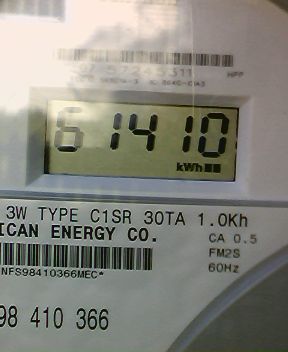 61410
kWh
3W TYPE C1SR 30TA 1.0Kh
ICAN ENERGY CO.
CA 0.5
FM2S
60Hz
NFS98410366MEC*
98 410 366